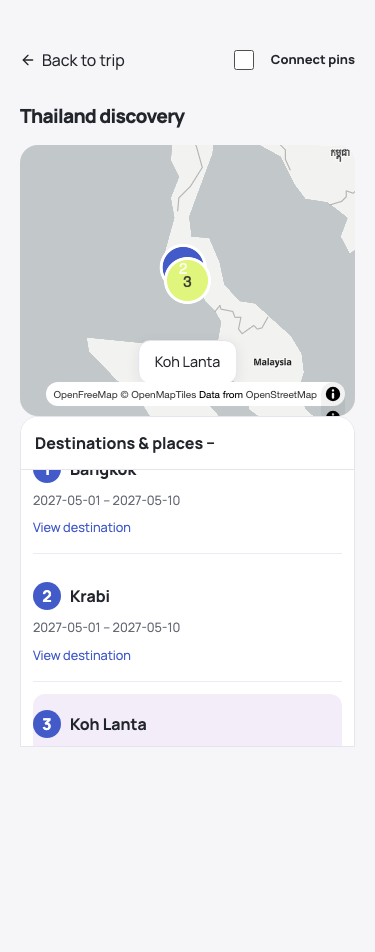 Back to trip
Connect pins
Thailand discovery
កម្ពុជា
2
3
Koh Lanta
Malaysia
OpenFreeMap © OpenMapTiles Data from OpenStreetMap
Destinations & places –
1 Bangkok
2027-05-01 – 2027-05-10
View destination
2 Krabi
2027-05-01 – 2027-05-10
View destination
3 Koh Lanta